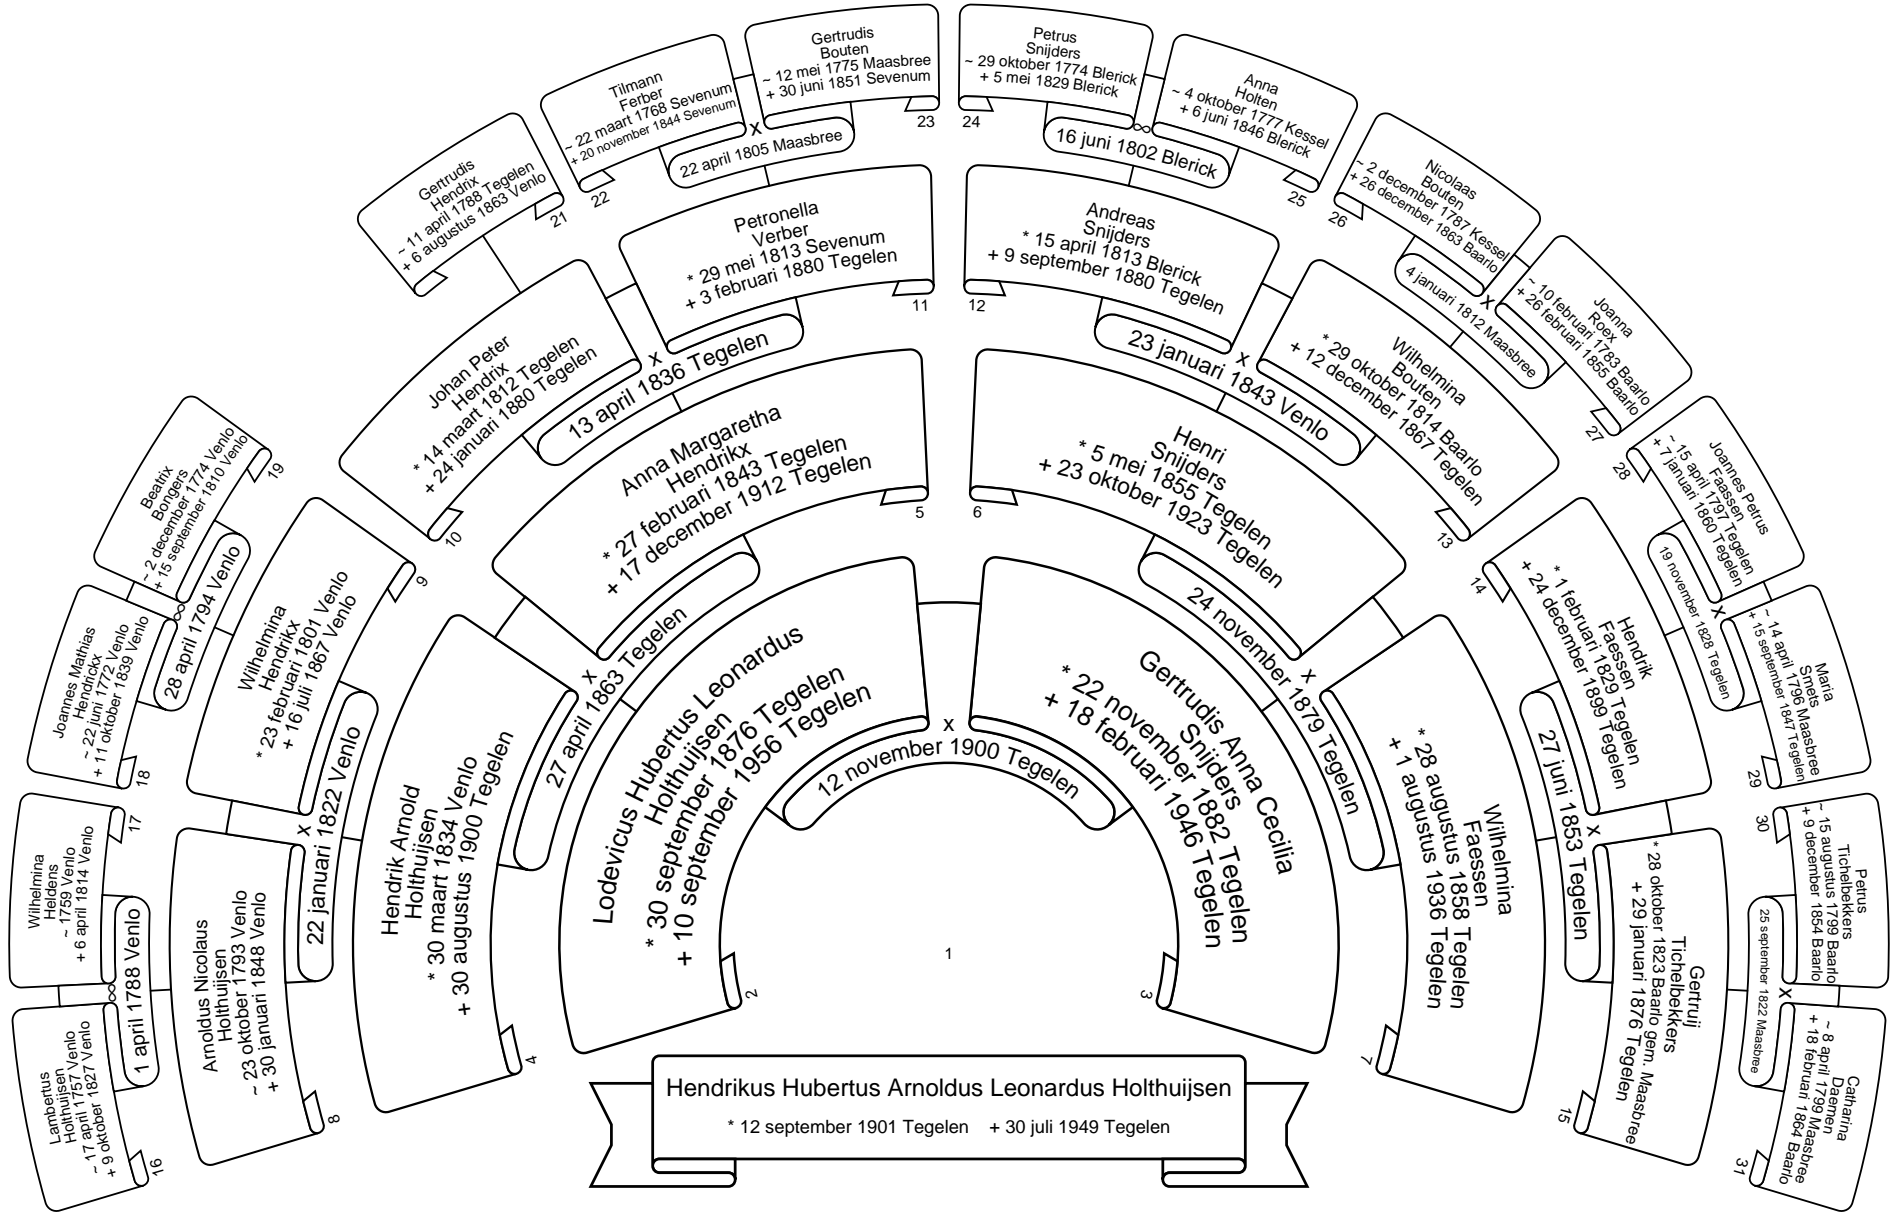 Hendrikus Hubertus Arnoldus Leonardus Holthuijsen
* 12 september 1901 Tegelen + 30 juli 1949 Tegelen
1
Lodevicus Hubertus Leonardus
Holthuijsen
* 30 september 1876 Tegelen
+ 10 september 1956 Tegelen
2
x
12 november 1900 Tegelen
Gertrudis Anna Cecilia
Snijders
* 22 november 1882 Tegelen
+ 18 februari 1946 Tegelen
3
Hendrik Arnold
Holthuijsen
* 30 maart 1834 Venlo
+ 30 augustus 1900 Tegelen
4
x
27 april 1863 Tegelen
Anna Margaretha
Hendrikx
* 27 februari 1843 Tegelen
+ 17 december 1912 Tegelen
5
Henri
Snijders
* 5 mei 1855 Tegelen
+ 23 oktober 1923 Tegelen
6
x
24 november 1879 Tegelen
Wilhelmina
Faessen
* 28 augustus 1858 Tegelen
+ 1 augustus 1936 Tegelen
7
Arnoldus Nicolaus
Holthuijsen
~ 23 oktober 1793 Venlo
+ 30 januari 1848 Venlo
8
x
22 januari 1822 Venlo
Wilhelmina
Hendrikx
* 23 februari 1801 Venlo
+ 16 juli 1867 Venlo
9
Johan Peter
Hendrix
* 14 maart 1812 Tegelen
+ 24 januari 1880 Tegelen
10
x
13 april 1836 Tegelen
Petronella
Verber
* 29 mei 1813 Sevenum
+ 3 februari 1880 Tegelen
11
Andreas
Snijders
* 15 april 1813 Blerick
+ 9 september 1880 Tegelen
12
x
23 januari 1843 Venlo
Wilhelmina
Bouten
* 29 oktober 1814 Baarlo
+ 12 december 1867 Tegelen
13
Hendrik
Faessen
* 1 februari 1829 Tegelen
+ 24 december 1899 Tegelen
14
x
27 juni 1853 Tegelen
Gertruij
Tichelbekkers
* 28 oktober 1823 Baarlo gem. Maasbree
+ 29 januari 1876 Tegelen
15
Lambertus
Holthuijsen
~ 17 april 1757 Venlo
+ 9 oktober 1827 Venlo
16
∞
1 april 1788 Venlo
Wilhelmina
Heldens
~ 1759 Venlo
+ 6 april 1814 Venlo
17
Joannes Mathias
Hendrickx
~ 22 juni 1772 Venlo
+ 11 oktober 1839 Venlo
18
∞
28 april 1794 Venlo
Beatrix
Bongers
~ 2 december 1774 Venlo
+ 15 september 1810 Venlo
19
Gertrudis
Hendrix
~ 11 april 1788 Tegelen
+ 6 augustus 1863 Venlo
21
Tilmann
Ferber
~ 22 maart 1768 Sevenum
+ 20 november 1844 Sevenum
22
x
22 april 1805 Maasbree
Gertrudis
Bouten
~ 12 mei 1775 Maasbree
+ 30 juni 1851 Sevenum
23
Petrus
Snijders
~ 29 oktober 1774 Blerick
+ 5 mei 1829 Blerick
24
∞
16 juni 1802 Blerick
Anna
Holten
~ 4 oktober 1777 Kessel
+ 6 juni 1846 Blerick
25
Nicolaas
Bouten
~ 2 december 1787 Kessel
+ 26 december 1863 Baarlo
26
x
4 januari 1812 Maasbree
Joanna
Roex
~ 10 februari 1783 Baarlo
+ 26 februari 1855 Baarlo
27
Joannes Petrus
Faassen
~ 15 april 1797 Tegelen
+ 7 januari 1860 Tegelen
28
x
19 november 1828 Tegelen
Maria
Smets
~ 14 april 1796 Maasbree
+ 15 september 1847 Tegelen
29
Petrus
Tichelbekkers
~ 15 augustus 1799 Baarlo
+ 9 december 1854 Baarlo
30
x
25 september 1822 Maasbree
Catharina
Daemen
~ 8 april 1799 Maasbree
+ 18 februari 1864 Baarlo
31